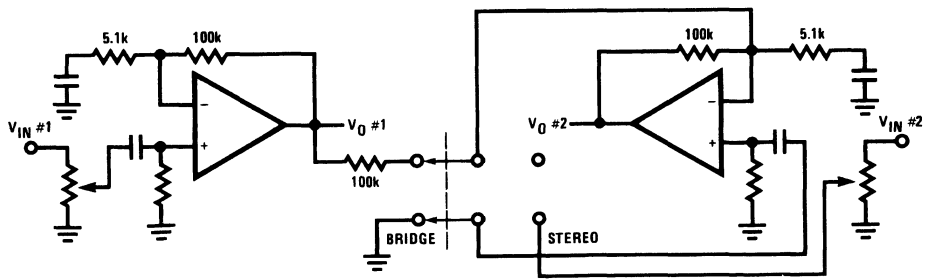 5.1k
100k
100k
5.1k
−
−
V_IN #1
V_O #1
V_O #2
V_IN #2
+
+
100k
BRIDGE
STEREO